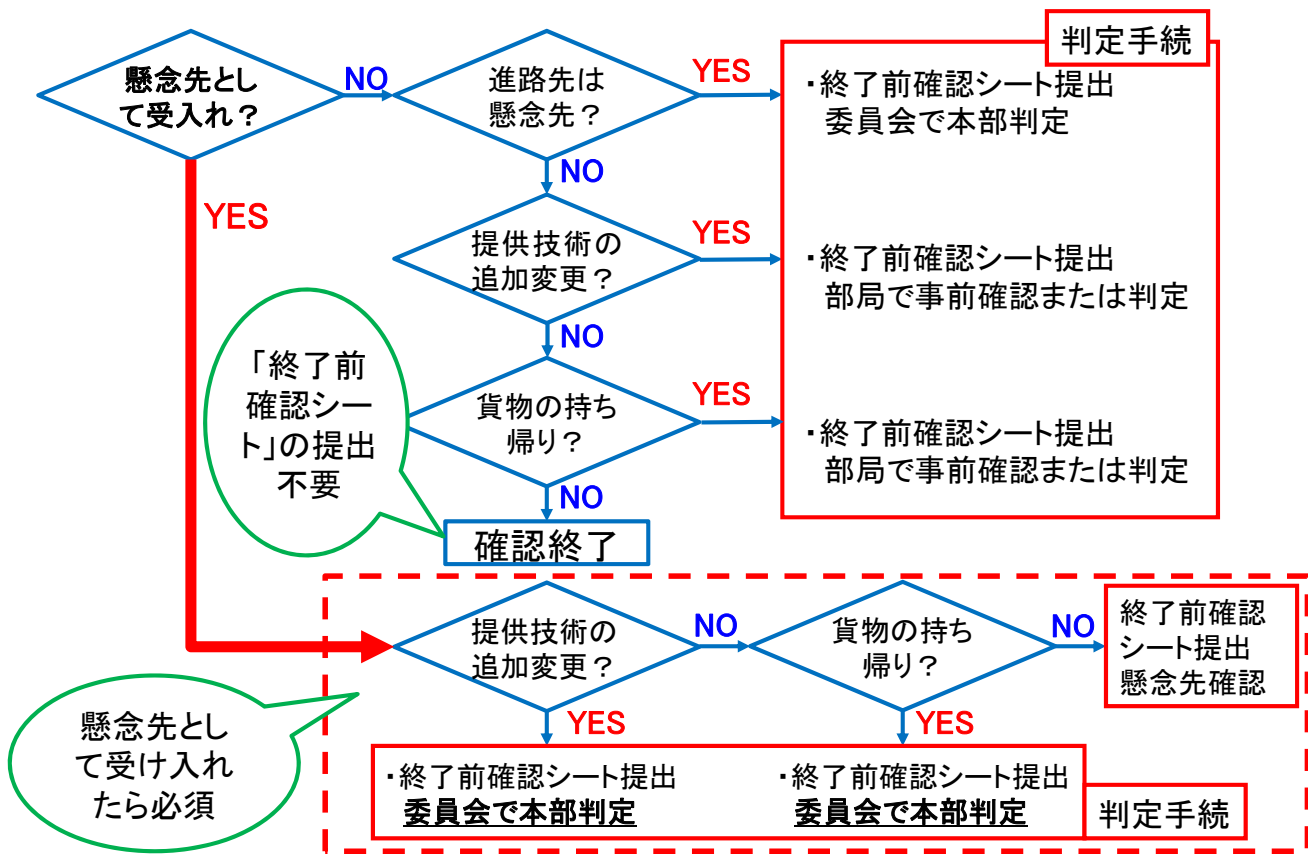 懸念先とし
て受入れ？
NO
進路先は
懸念先？
YES
判定手続
・終了前確認シート提出
委員会で本部判定
NO
YES
提供技術の
追加変更？
YES
・終了前確認シート提出
部局で事前確認または判定
NO
「終了前
確認シー
ト」の提出
不要
貨物の持ち
帰り？
YES
・終了前確認シート提出
部局で事前確認または判定
NO
確認終了
提供技術の
追加変更？
NO
貨物の持ち
帰り？
NO
終了前確認
シート提出
懸念先確認
懸念先とし
て受け入れ
たら必須
YES
YES
・終了前確認シート提出
委員会で本部判定
・終了前確認シート提出
委員会で本部判定
判定手続